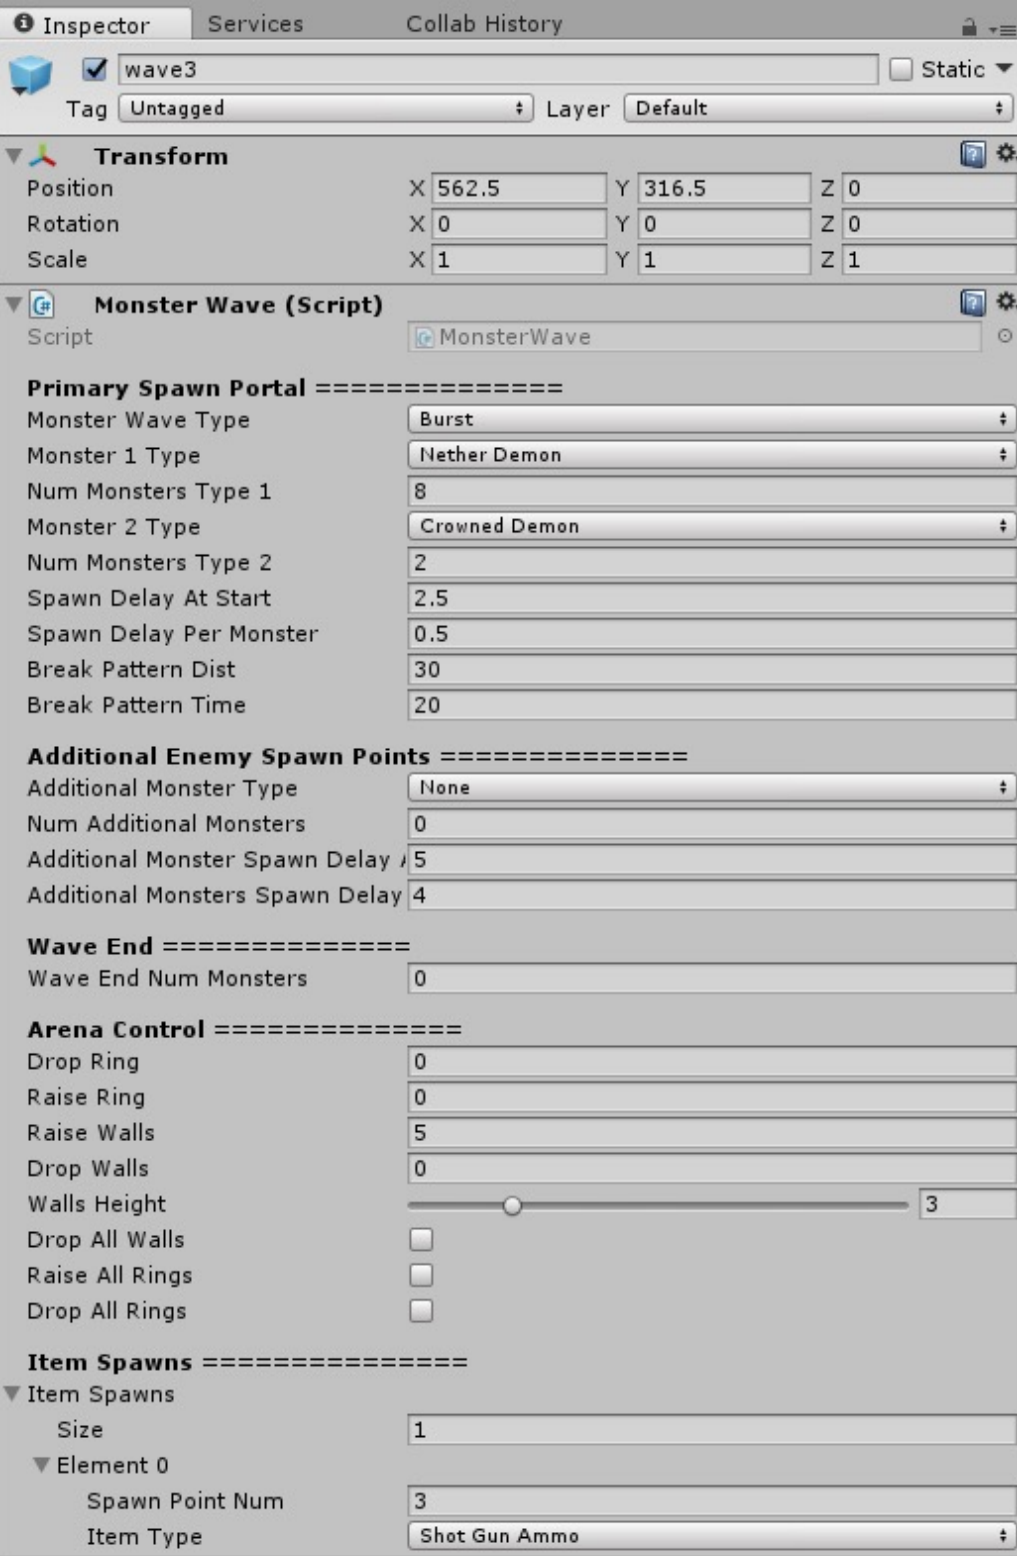 Inspector Services Collab History
wave3 Static
Tag Untagged Layer Default
Transform
Position X 562.5 Y 316.5 Z 0
Rotation X 0 Y 0 Z 0
Scale X 1 Y 1 Z 1
Monster Wave (Script)
Script MonsterWave
Primary Spawn Portal ==============
Monster Wave Type Burst
Monster 1 Type Nether Demon
Num Monsters Type 1 8
Monster 2 Type Crowned Demon
Num Monsters Type 2 2
Spawn Delay At Start 2.5
Spawn Delay Per Monster 0.5
Break Pattern Dist 30
Break Pattern Time 20
Additional Enemy Spawn Points ==============
Additional Monster Type None
Num Additional Monsters 0
Additional Monster Spawn Delay 5
Additional Monsters Spawn Delay 4
Wave End ==============
Wave End Num Monsters 0
Arena Control ==============
Drop Ring 0
Raise Ring 0
Raise Walls 5
Drop Walls 0
Walls Height 3
Drop All Walls
Raise All Rings
Drop All Rings
Item Spawns ===============
Item Spawns
Size 1
Element 0
Spawn Point Num 3
Item Type Shot Gun Ammo